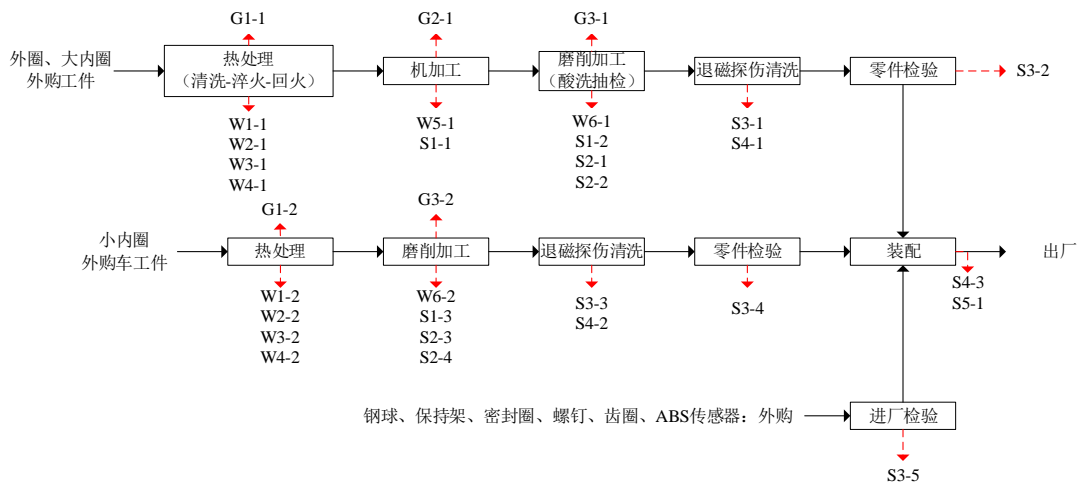 G1-1
G2-1
G3-1
外圈、大内圈
外购工件
热处理
（清洗-淬火-回火）
机加工
磨削加工
（酸洗抽检）
退磁探伤清洗
零件检验
S3-2
W1-1
W2-1
W3-1
W4-1
W5-1
S1-1
W6-1
S1-2
S2-1
S2-2
S3-1
S4-1
G1-2
G3-2
小内圈
外购车工件
热处理
磨削加工
退磁探伤清洗
零件检验
装配
出厂
W1-2
W2-2
W3-2
W4-2
W6-2
S1-3
S2-3
S2-4
S3-3
S4-2
S3-4
S4-3
S5-1
钢球、保持架、密封圈、螺钉、齿圈、ABS传感器：外购
进厂检验
S3-5